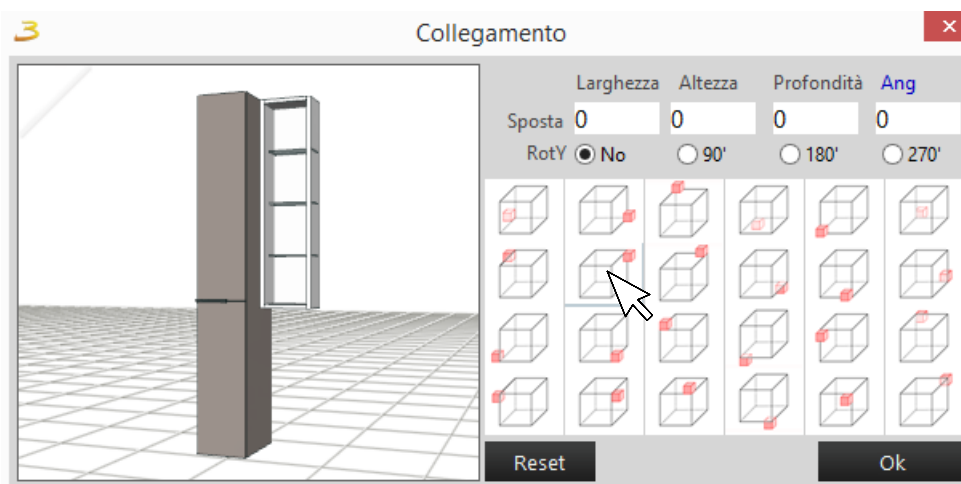 Collegamento
Larghezza Altezza Profondità Ang
Sposta 0 0 0 0
RotY No 90' 180' 270'
Reset Ok